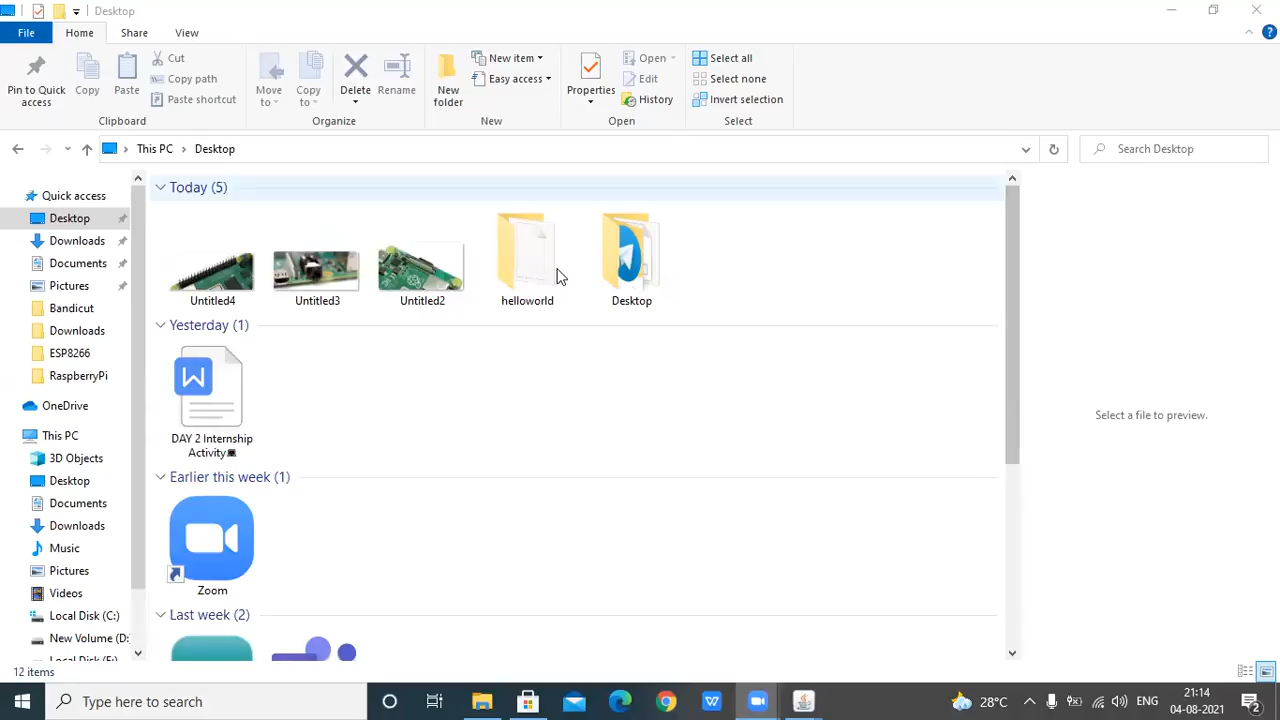 Desktop
File Home Share View
Pin to Quick access
Copy
Paste
Cut
Copy path
Paste shortcut
Clipboard
Move to
Copy to
Delete
Rename
Organize
New folder
New item
Easy access
New
Properties
Open
Edit
History
Open
Select all
Select none
Invert selection
Select
This PC Desktop
Search Desktop
Quick access
Desktop
Downloads
Documents
Pictures
Bandicut
Downloads
ESP8266
RaspberryPi
OneDrive
This PC
3D Objects
Desktop
Documents
Downloads
Music
Pictures
Videos
Local Disk (C:)
New Volume (D:
Today (5)
Untitled4
Untitled3
Untitled2
helloworld
Desktop
Yesterday (1)
W
DAY 2 Internship
Activity
Earlier this week (1)
Zoom
Last week (2)
Select a file to preview.
12 items
Type here to search
28°C
ENG
21:14
04-08-2021
2